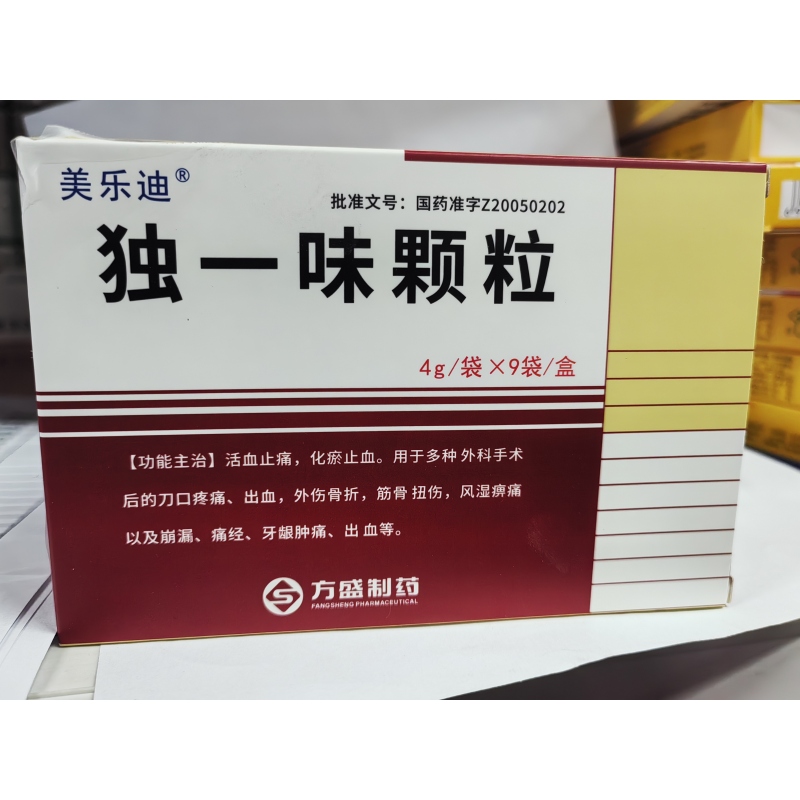 美乐迪®
批准文号：国药准字Z20050202
独一味颗粒
4g/袋×9袋/盒
【功能主治】活血止痛，化瘀止血。用于多种外科手术
后的刀口疼痛、出血，外伤骨折，筋骨扭伤，风湿痹痛
以及崩漏、痛经、牙龈肿痛、出血等。
方盛制药
FANGSHENG PHARMACEUTICAL